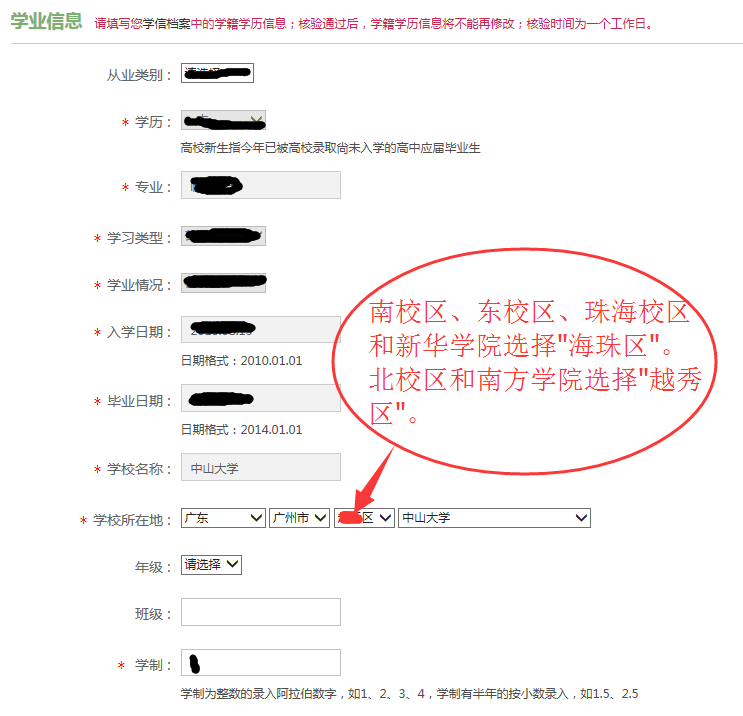 学业信息 请填写您学信档案中的学籍学历信息；核验通过后，学籍学历信息将不能再修改；核验时间为一个工作日。
从业类别：
* 学历：
高校新生指今年已被高校录取尚未入学的高中应届毕业生
* 专业：
* 学习类型：
* 学业情况：
* 入学日期：
日期格式：2010.01.01
* 毕业日期：
日期格式：2014.01.01
南校区、东校区、珠海校区
和新华学院选择"海珠区"。
北校区和南方学院选择"越秀
区"。
* 学校名称： 中山大学
* 学校所在地： 广东 广州市 区 中山大学
年级： 请选择
班级：
* 学制：
学制为整数的录入阿拉伯数字，如1、2、3、4，学制有半年的按小数录入，如1.5、2.5